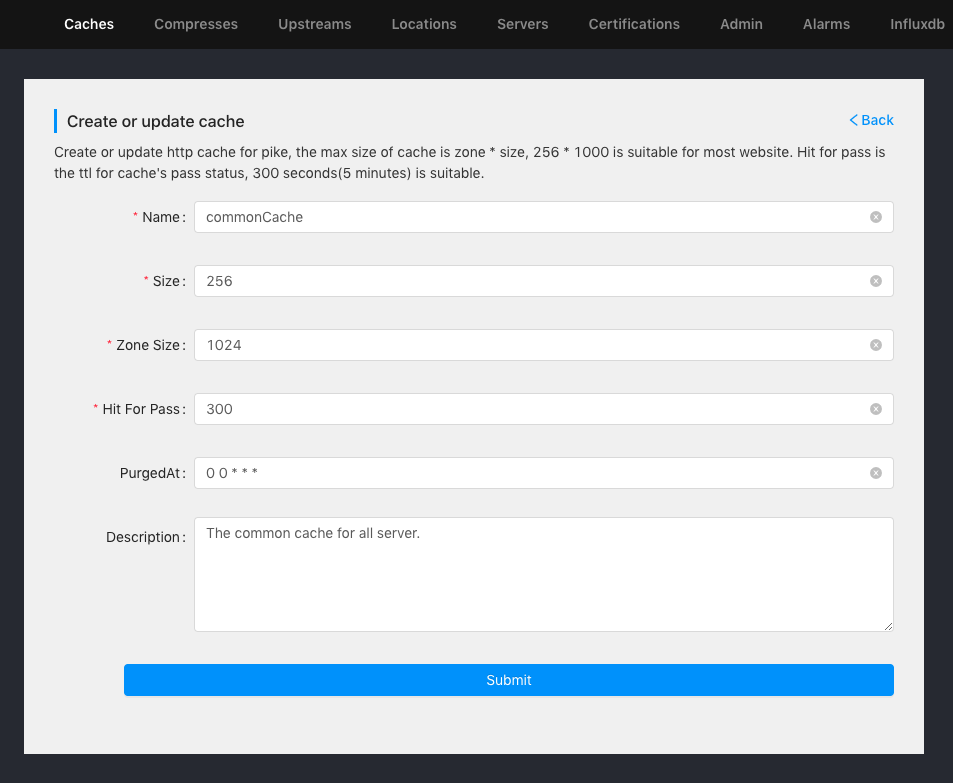 Caches Compresses Upstreams Locations Servers Certifications Admin Alarms Influxdb
Create or update cache
Back
Create or update http cache for pike, the max size of cache is zone * size, 256 * 1000 is suitable for most website. Hit for pass is
the ttl for cache's pass status, 300 seconds(5 minutes) is suitable.
* Name: commonCache
* Size: 256
* Zone Size: 1024
* Hit For Pass: 300
PurgedAt: 0 0 * * *
Description: The common cache for all server.
Submit